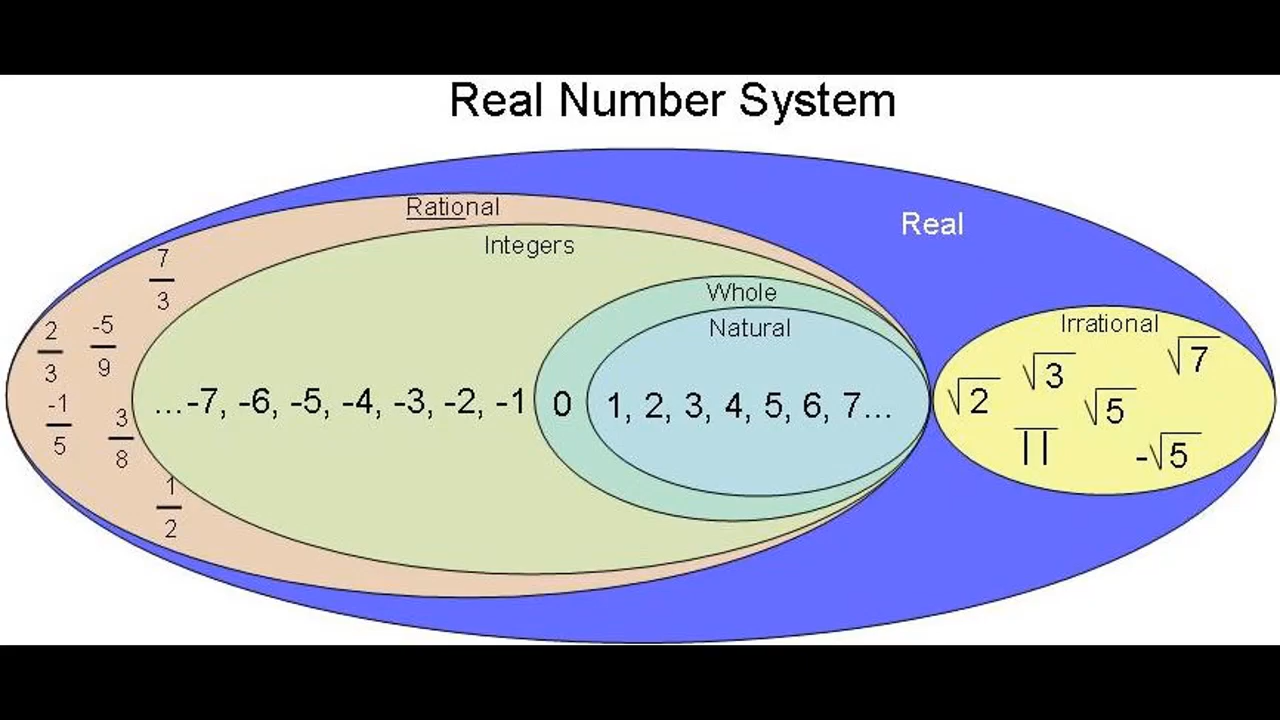 Real Number System
Rational
Integers
Real
Whole
Natural
Irrational
7/3
2/3
-5/9
-1/5
3/8
1/2
...-7, -6, -5, -4, -3, -2, -1
0
1, 2, 3, 4, 5, 6, 7...
√2
√3
√7
√5
∏
-√5